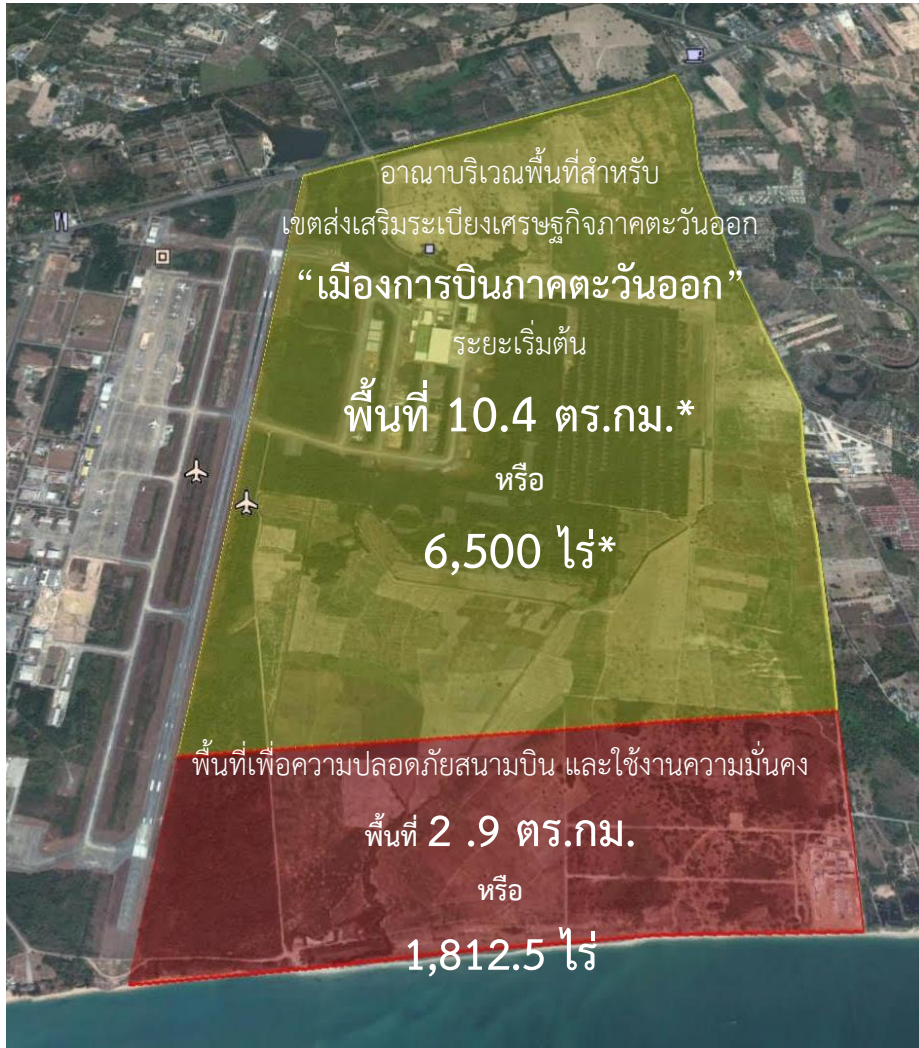 อาณาบริเวณพื้นที่สำหรับ
เขตส่งเสริมระเบียงเศรษฐกิจภาคตะวันออก
“เมืองการบินภาคตะวันออก”
ระยะเริ่มต้น
พื้นที่ 10.4 ตร.กม.*
หรือ
6,500 ไร่*
พื้นที่เพื่อความปลอดภัยสนามบิน และใช้งานความมั่นคง
พื้นที่ 2 .9 ตร.กม.
หรือ
1,812.5 ไร่